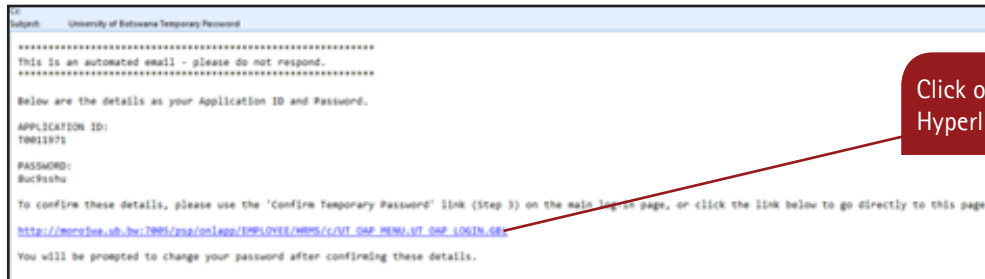 Cc:
Subject: University of Botswana Temporary Password
************************************************************
This is an automated email - please do not respond.
************************************************************
Below are the details as your Application ID and Password.
APPLICATION ID:
T0011971
PASSWORD:
Buc9sshu
To confirm these details, please use the 'Confirm Temporary Password' link (Step 3) on the main log-in page, or click the link below to go directly to this page
http://morojwa.ub.bw:7005/psp/onlapp/EMPLOYEE/HRMS/c/UT_OAP_MENU.UT_OAP_LOGIN.GBL
You will be prompted to change your password after confirming these details.
Click o
Hyperl